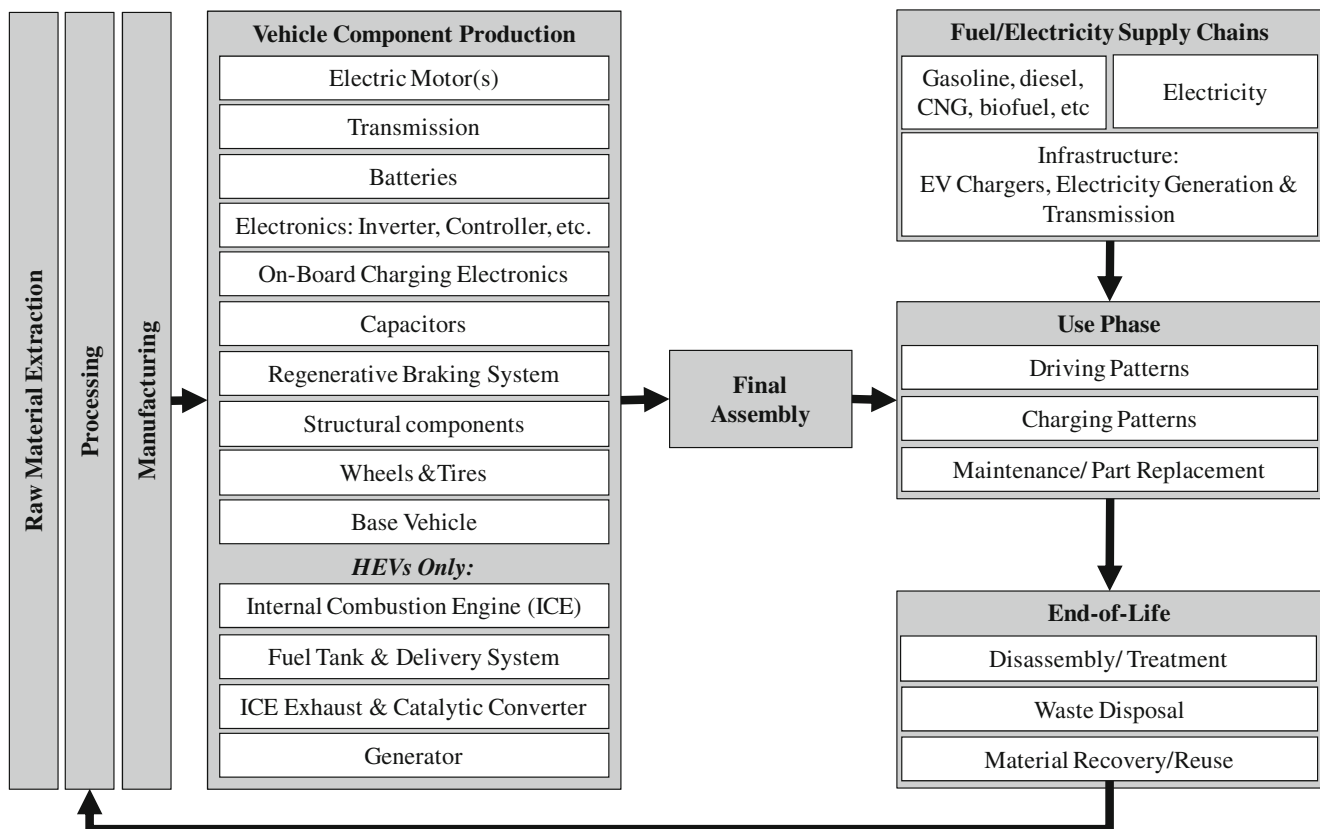 Raw Material Extraction
Processing
Manufacturing
Vehicle Component Production
Electric Motor(s)
Transmission
Batteries
Electronics: Inverter, Controller, etc.
On-Board Charging Electronics
Capacitors
Regenerative Braking System
Structural components
Wheels &Tires
Base Vehicle
HEVs Only:
Internal Combustion Engine (ICE)
Fuel Tank & Delivery System
ICE Exhaust & Catalytic Converter
Generator
Final
Assembly
Fuel/Electricity Supply Chains
Gasoline, diesel,
CNG, biofuel, etc
Electricity
Infrastructure:
EV Chargers, Electricity Generation &
Transmission
Use Phase
Driving Patterns
Charging Patterns
Maintenance/ Part Replacement
End-of-Life
Disassembly/ Treatment
Waste Disposal
Material Recovery/Reuse